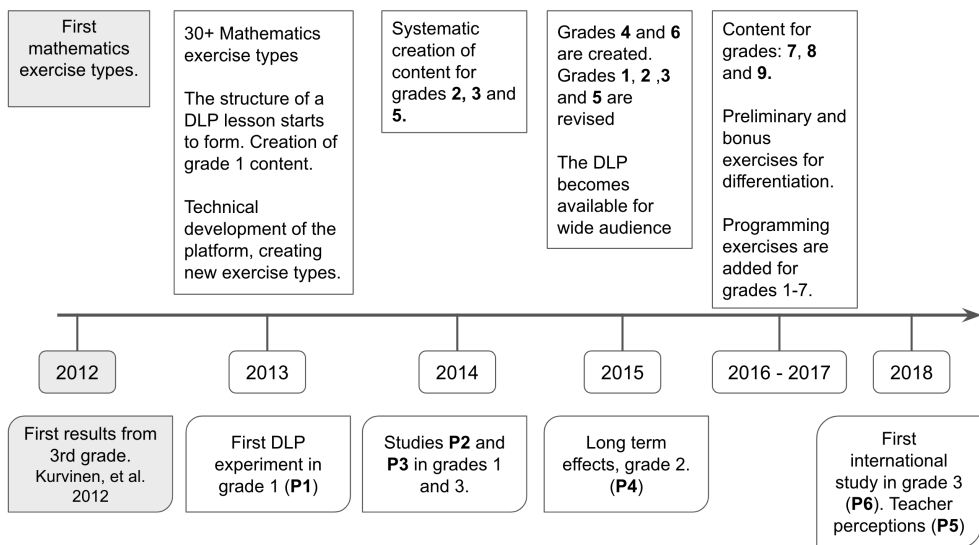 First
mathematics
exercise types.
30+ Mathematics
exercise types
The structure of a
DLP lesson starts
to form. Creation of
grade 1 content.
Technical
development of the
platform, creating
new exercise types.
Systematic
creation of
content for
grades 2, 3 and
5.
Grades 4 and 6
are created.
Grades 1, 2 ,3
and 5 are
revised
The DLP
becomes
available for
wide audience
Content for
grades: 7, 8
and 9.
Preliminary and
bonus
exercises for
differentiation.
Programming
exercises are
added for
grades 1-7.
2012
2013
2014
2015
2016 - 2017
2018
First results from
3rd grade.
Kurvinen, et al.
2012
First DLP
experiment in
grade 1 (P1)
Studies P2 and
P3 in grades 1
and 3.
Long term
effects, grade 2.
(P4)
First
international
study in grade 3
(P6). Teacher
perceptions (P5)